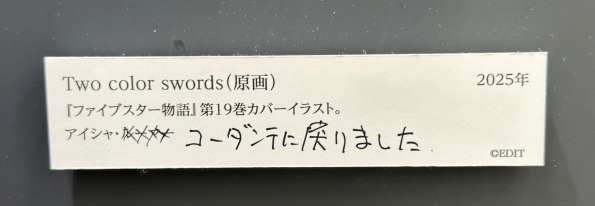 Two color swords(原画) 2025年
『ファイブスター物語』第19巻カバーイラスト。
アイシャ・ コーダンテに戻りました
©EDIT